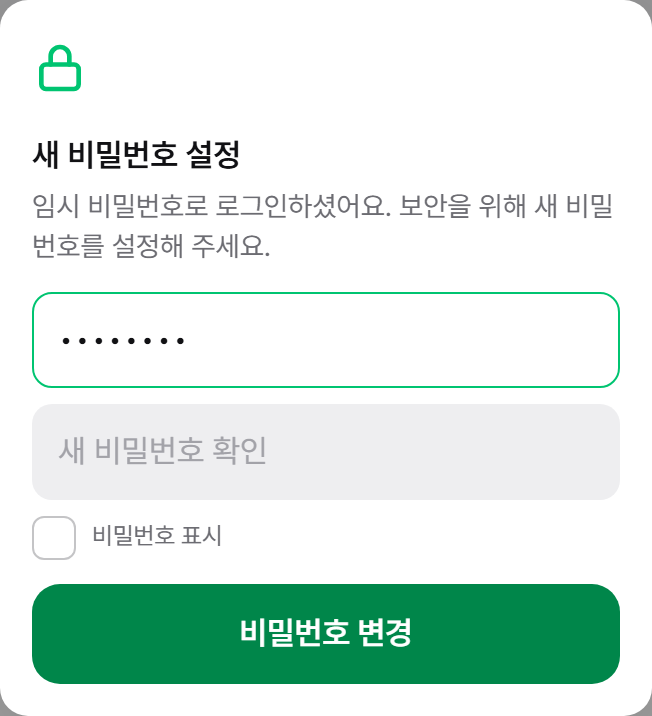 새 비밀번호 설정
임시 비밀번호로 로그인하셨어요. 보안을 위해 새 비밀
번호를 설정해 주세요.
••••••••
새 비밀번호 확인
비밀번호 표시
비밀번호 변경